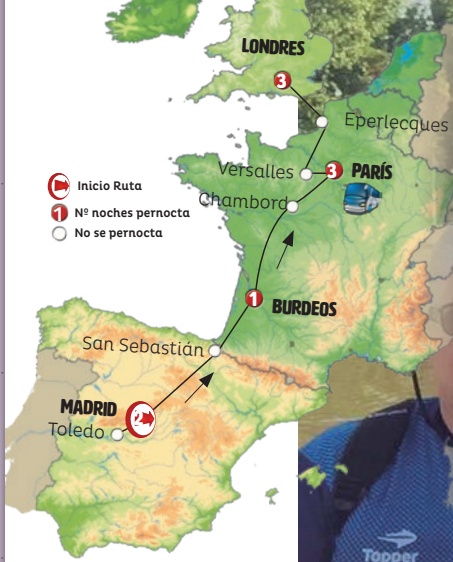 LONDRES
3
Eperlecques
Versalles
3 PARÍS
Chambord
Inicio Ruta
1 Nº noches pernocta
No se pernocta
1
BURDEOS
San Sebastián
MADRID
2
Toledo
Topper